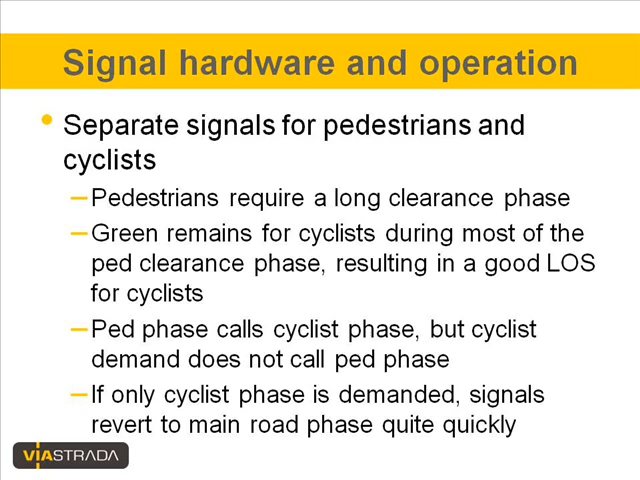 Signal hardware and operation
• Separate signals for pedestrians and
cyclists
– Pedestrians require a long clearance phase
– Green remains for cyclists during most of the
ped clearance phase, resulting in a good LOS
for cyclists
– Ped phase calls cyclist phase, but cyclist
demand does not call ped phase
– If only cyclist phase is demanded, signals
revert to main road phase quite quickly
VIASTRADA